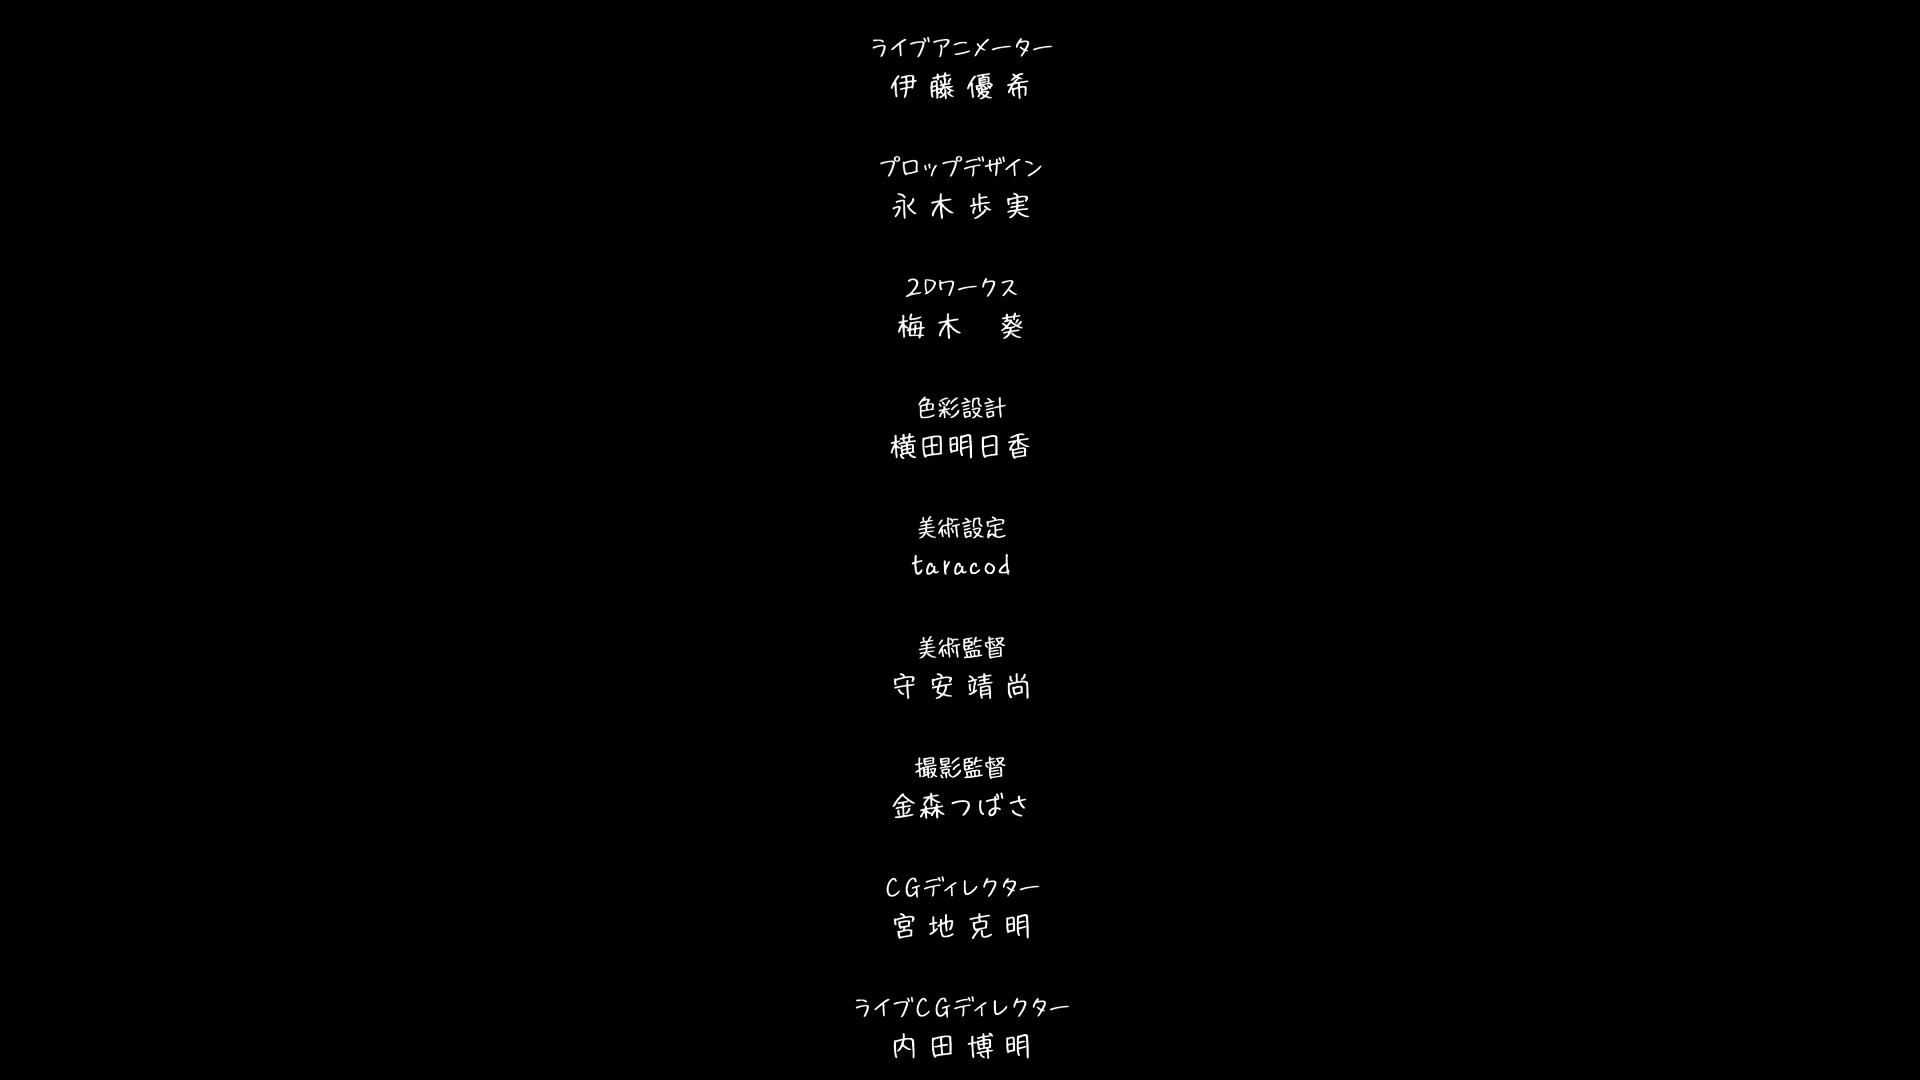 ライブアニメーター
伊藤優希
プロップデザイン
永木歩実
2Dワークス
梅木　葵
色彩設計
横田明日香
美術設定
taracod
美術監督
守安靖尚
撮影監督
金森つばさ
CGディレクター
宮地克明
ライブCGディレクター
内田博明